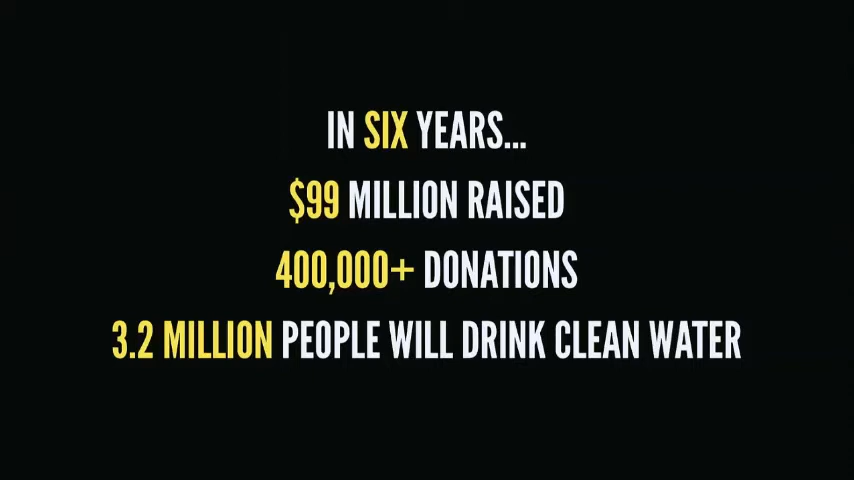 IN SIX YEARS...
$99 MILLION RAISED
400,000+ DONATIONS
3.2 MILLION PEOPLE WILL DRINK CLEAN WATER